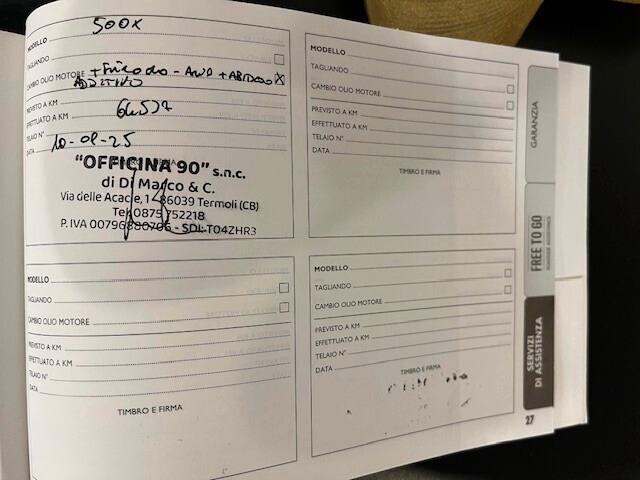 MODELLO 500X
TAGLIANDO
CAMBIO OLIO MOTORE
PREVISTO A KM
EFFETTUATO A KM
TELAIO N°
DATA 10-01-25
"OFFICINA 90" s.n.c.
di Di Marco & C.
Via delle Acacie, 1 - 86039 Termoli (CB)
Tel. 0875 752218
P. IVA 00796880706 - SDI: T04ZHR3
MODELLO
TAGLIANDO
CAMBIO OLIO MOTORE
PREVISTO A KM
EFFETTUATO A KM
TELAIO N°
DATA
TIMBRO E FIRMA
MODELLO
TAGLIANDO
CAMBIO OLIO MOTORE
PREVISTO A KM
EFFETTUATO A KM
TELAIO N°
DATA
TIMBRO E FIRMA
MODELLO
TAGLIANDO
CAMBIO OLIO MOTORE
PREVISTO A KM
EFFETTUATO A KM
TELAIO N°
DATA
TIMBRO E FIRMA
GARANZIA
FREE TO GO
SERVIZI
DI ASSISTENZA
27